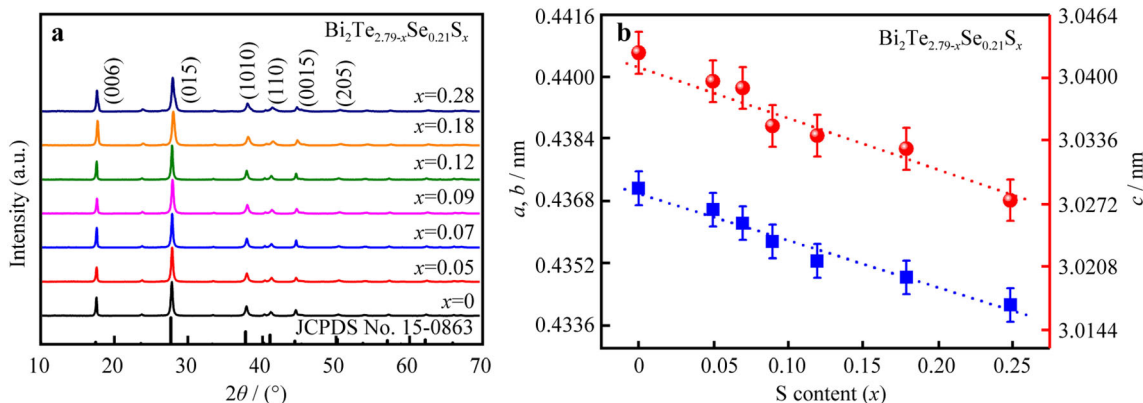 a
Bi₂Te₂.₇₉₋ₓSe₀.₂₁Sₓ
(006)
(015)
(1010)
(110)
(0015)
(205)
x=0.28
x=0.18
x=0.12
x=0.09
x=0.07
x=0.05
x=0
JCPDS No. 15-0863
Intensity (a.u.)
10 20 30 40 50 60 70
2θ / (°)
b
Bi₂Te₂.₇₉₋ₓSe₀.₂₁Sₓ
0.4416
0.4400
0.4384
0.4368
0.4352
0.4336
a, b / nm
3.0464
3.0400
3.0336
3.0272
3.0208
3.0144
c / nm
0 0.05 0.10 0.15 0.20 0.25
S content (x)